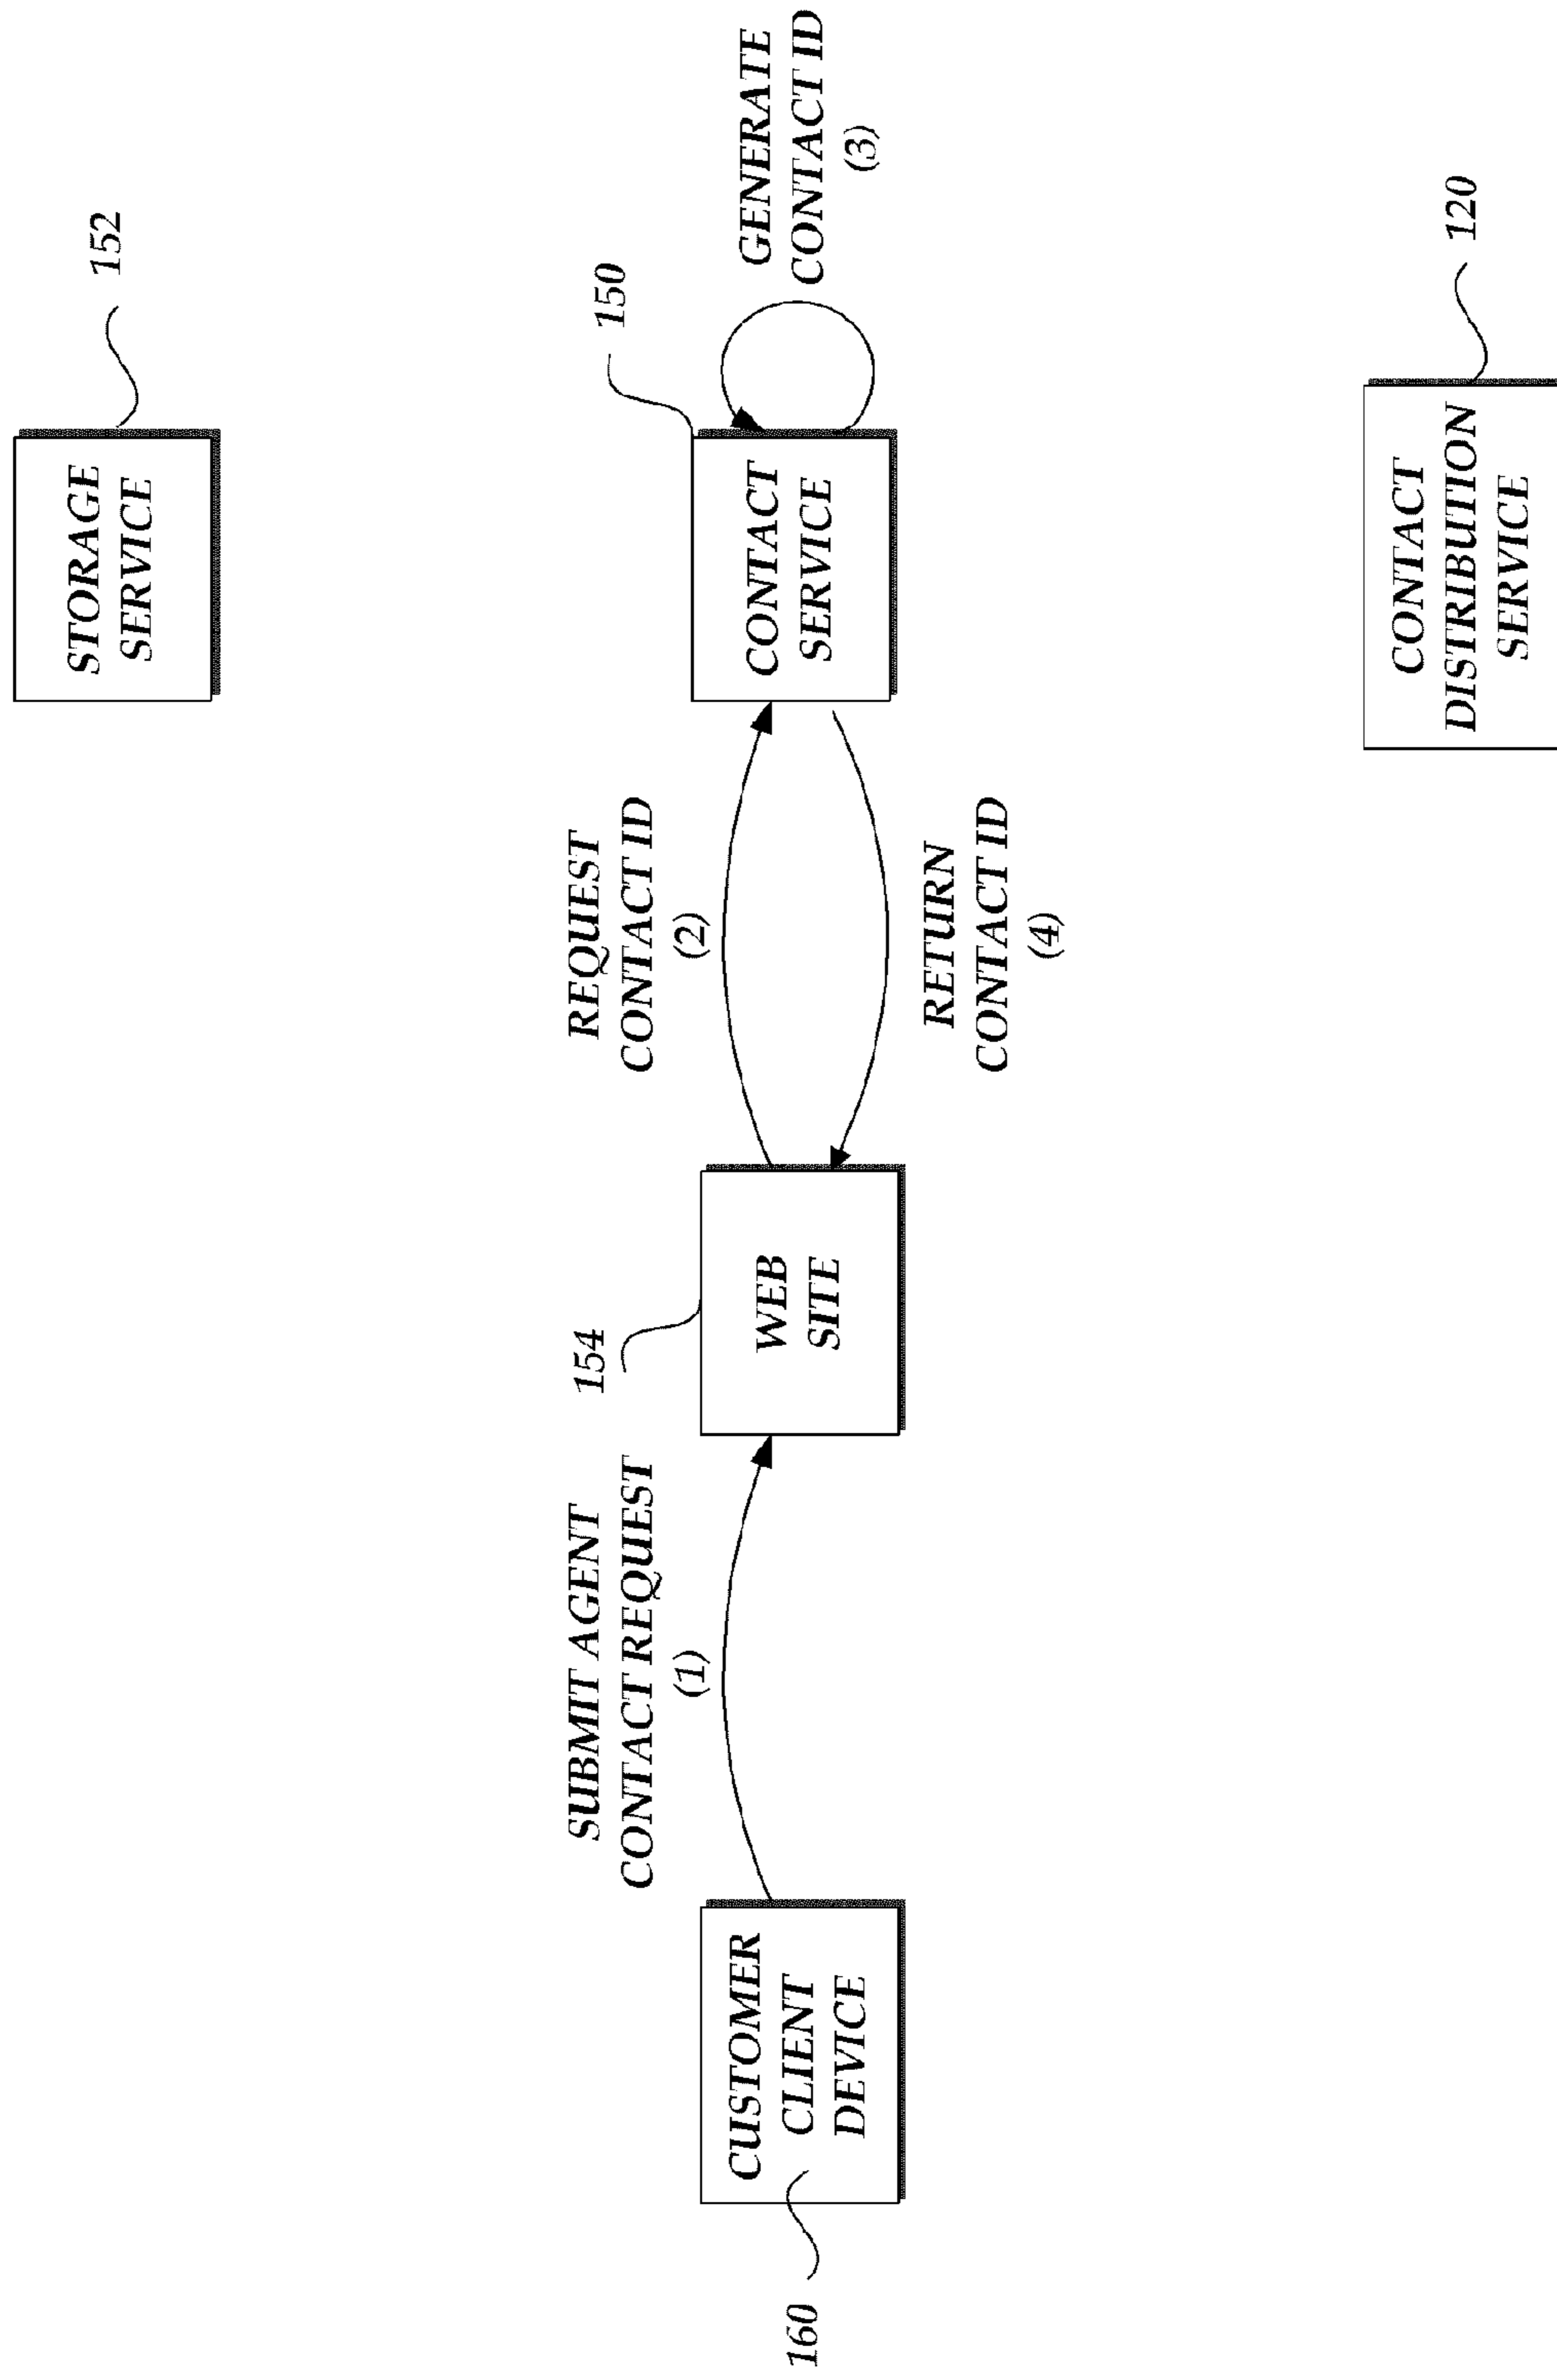 STORAGE
SERVICE
152
SUBMIT AGENT
CONTACT REQUEST
(1)
REQUEST
CONTACT ID
(2)
150
154
CUSTOMER
CLIENT
DEVICE
160
WEB
SITE
CONTACT
SERVICE
GENERATE
CONTACT ID
(3)
RETURN
CONTACT ID
(4)
CONTACT
DISTRIBUTION
SERVICE
120